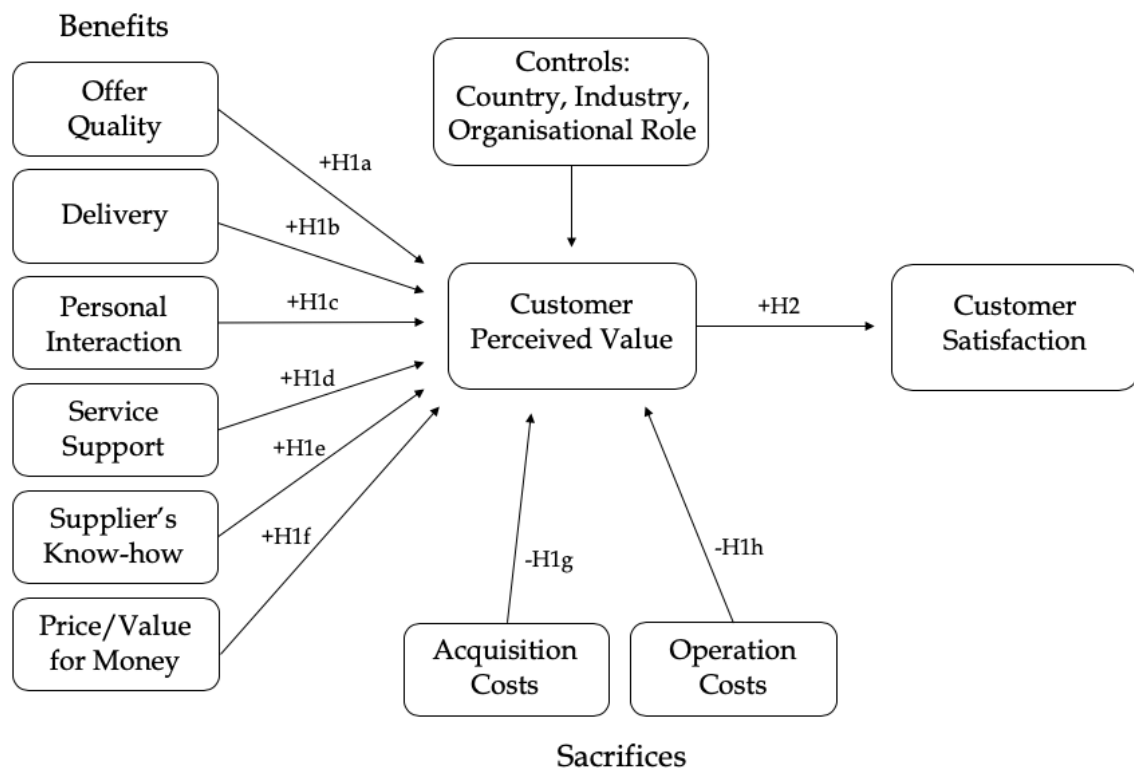 Benefits
Offer
Quality
Delivery
Personal
Interaction
Service
Support
Supplier’s
Know-how
Price/Value
for Money
+H1a
+H1b
+H1c
+H1d
+H1e
+H1f
Controls:
Country, Industry,
Organisational Role
Customer
Perceived Value
+H2
Customer
Satisfaction
-H1g
-H1h
Acquisition
Costs
Operation
Costs
Sacrifices